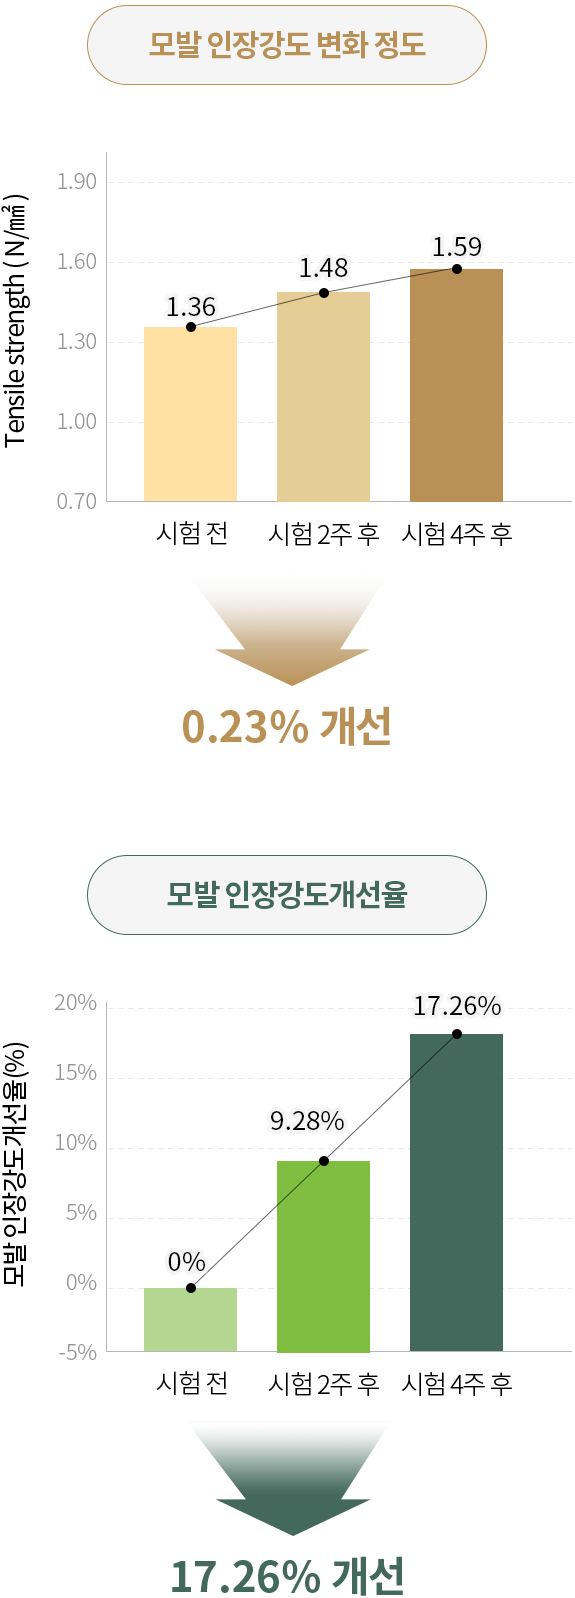 모발 인장강도 변화 정도
Tensile strength ( N/㎟ )
1.90
1.60
1.30
1.00
0.70
1.36
1.48
1.59
시험 전
시험 2주 후
시험 4주 후
0.23% 개선
모발 인장강도개선율
모발 인장강도개선율(%)
20%
15%
10%
5%
0%
-5%
0%
9.28%
17.26%
시험 전
시험 2주 후
시험 4주 후
17.26% 개선